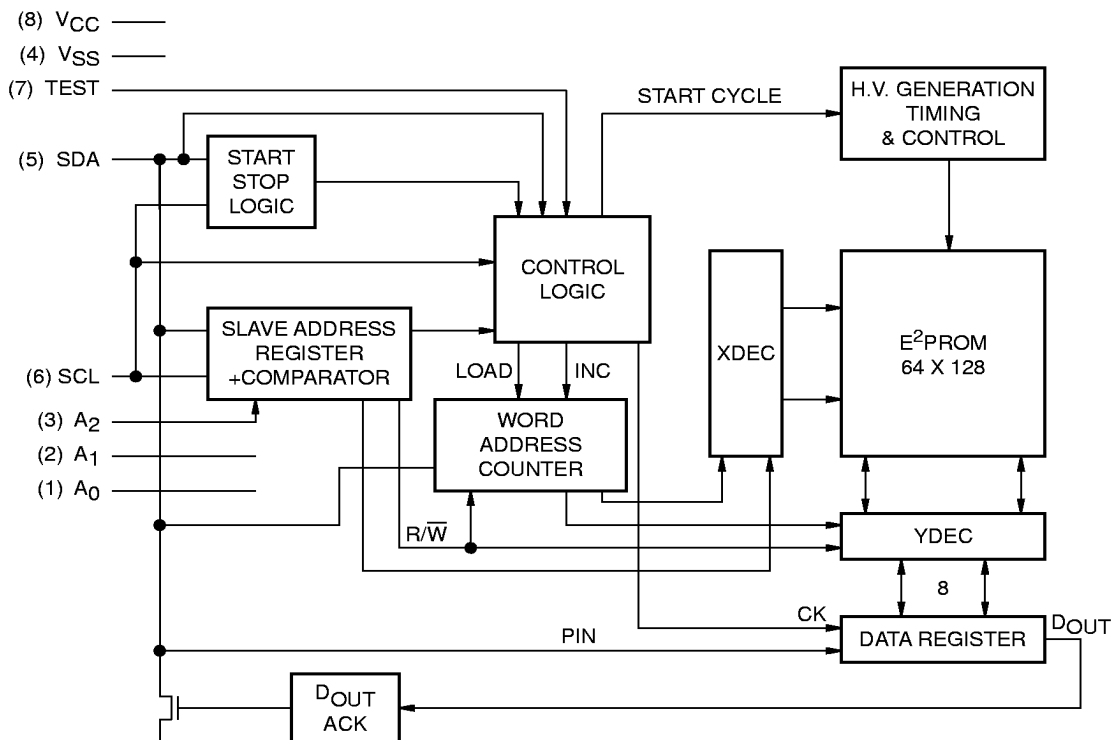 (8) VCC
(4) VSS
(7) TEST
START CYCLE
H.V. GENERATION
TIMING
& CONTROL
(5) SDA
START
STOP
LOGIC
CONTROL
LOGIC
SLAVE ADDRESS
REGISTER
+COMPARATOR
XDEC
E²PROM
64 X 128
(6) SCL
LOAD
INC
(3) A2
WORD
ADDRESS
COUNTER
(2) A1
(1) A0
R/W̅
YDEC
8
CK
DOUT
PIN
DATA REGISTER
DOUT
ACK